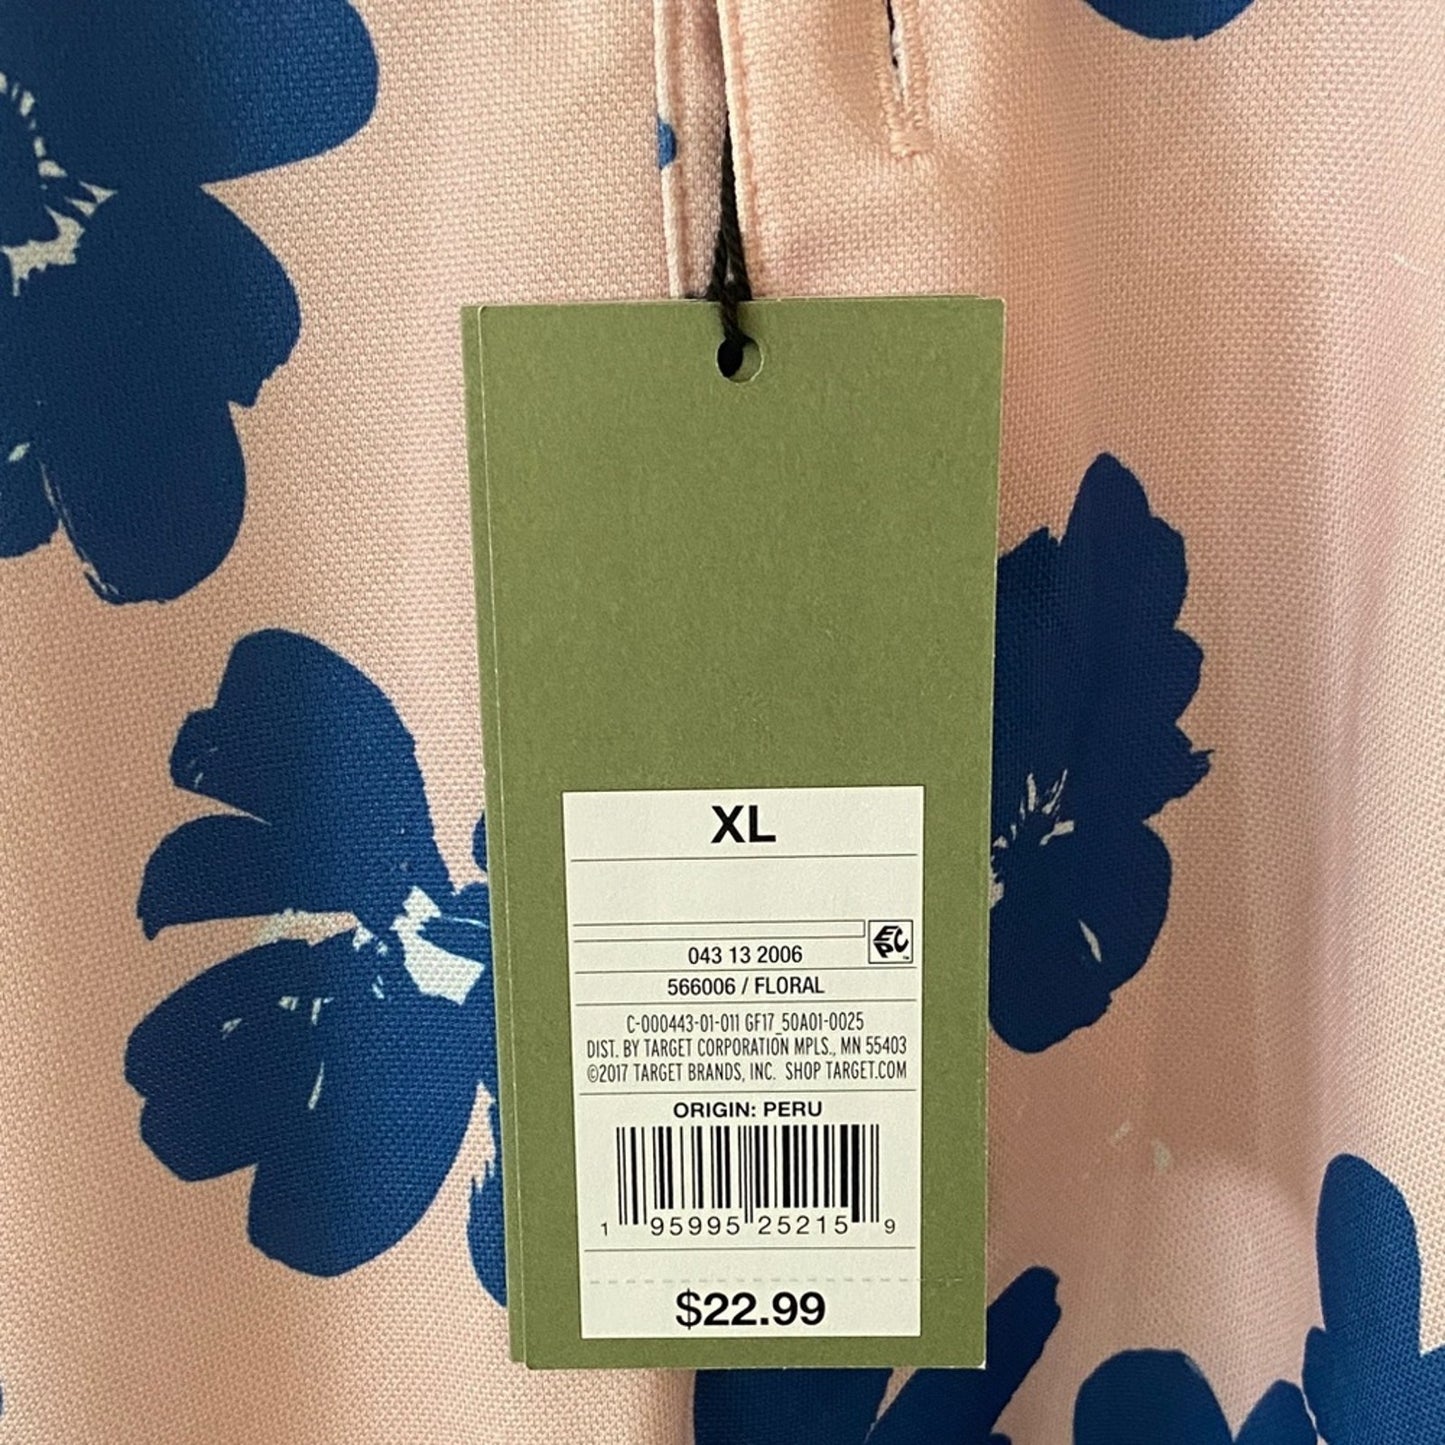 XL
EPC
043 13 2006
566006 / FLORAL
C-000443-01-011 GF17_50A01-0025
DIST. BY TARGET CORPORATION MPLS., MN 55403
©2017 TARGET BRANDS, INC. SHOP TARGET.COM
ORIGIN: PERU
1 95995 25215 9
$22.99